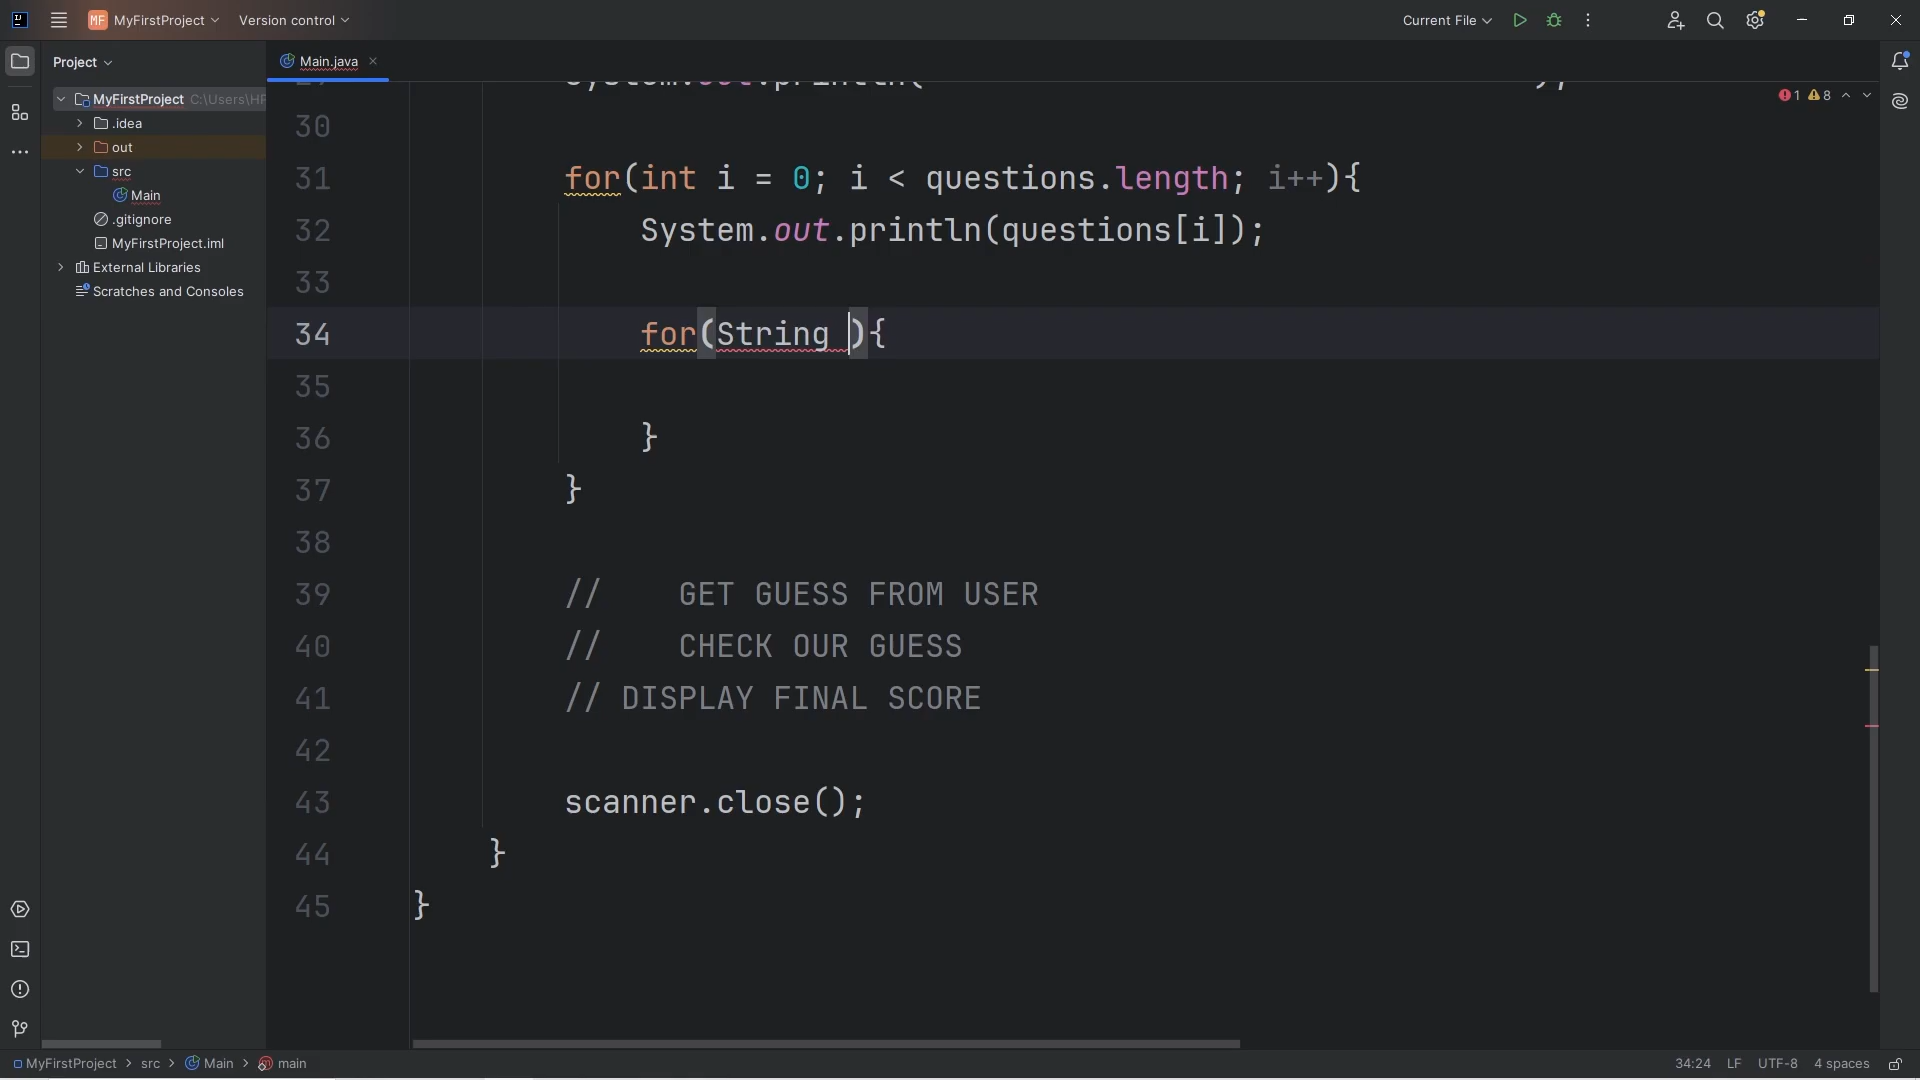 MF MyFirstProject Version control Current File
Project
Main.java
MyFirstProject C:\Users\HP
.idea
out
src
Main
.gitignore
MyFirstProject.iml
External Libraries
Scratches and Consoles
1 8
30
31 for(int i = 0; i < questions.length; i++){
32 System.out.println(questions[i]);
33
34 for(String ){
35
36 }
37 }
38
39 //    GET GUESS FROM USER
40 //    CHECK OUR GUESS
41 // DISPLAY FINAL SCORE
42
43 scanner.close();
44 }
45 }
MyFirstProject > src > Main > main 34:24 LF UTF-8 4 spaces